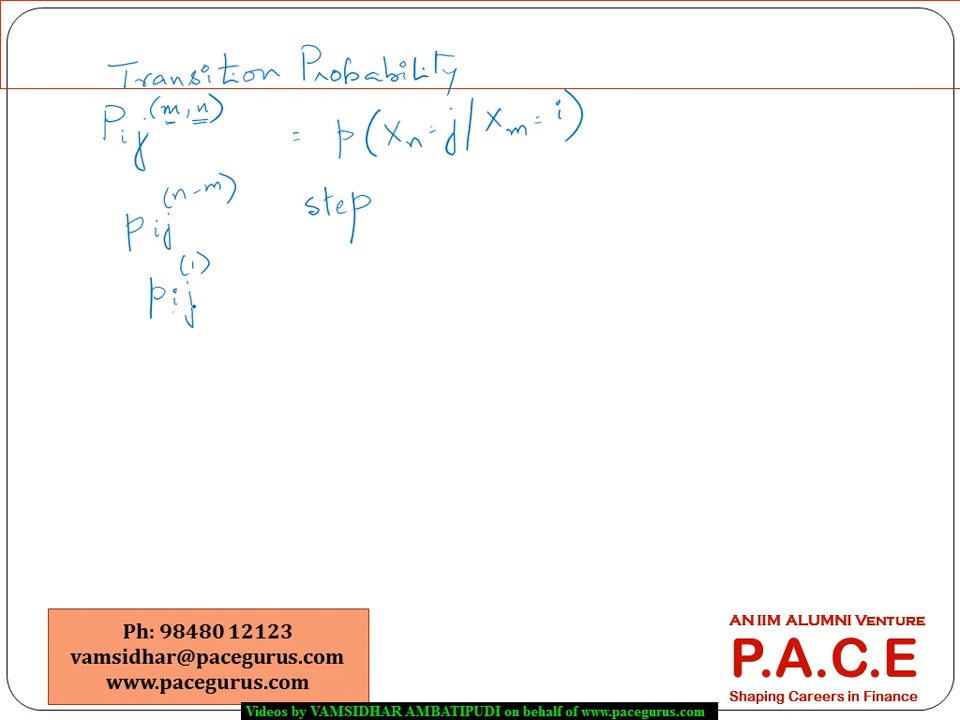 Transition Probability
Pij(m, n) = p(Xn = j / Xm = i)
pij(n-m) step
pij(1)
Ph: 98480 12123
vamsidhar@pacegurus.com
www.pacegurus.com
AN IIM ALUMNI VENTURE
P.A.C.E
Shaping Careers in Finance
Videos by VAMSIDHAR AMBATIPUDI on behalf of www.pacegurus.com